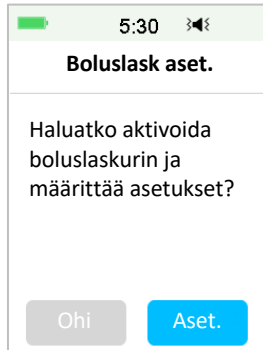 5:30
Boluslask aset.
Haluatko aktivoida
boluslaskurin ja
määrittää asetukset?
Ohi Aset.